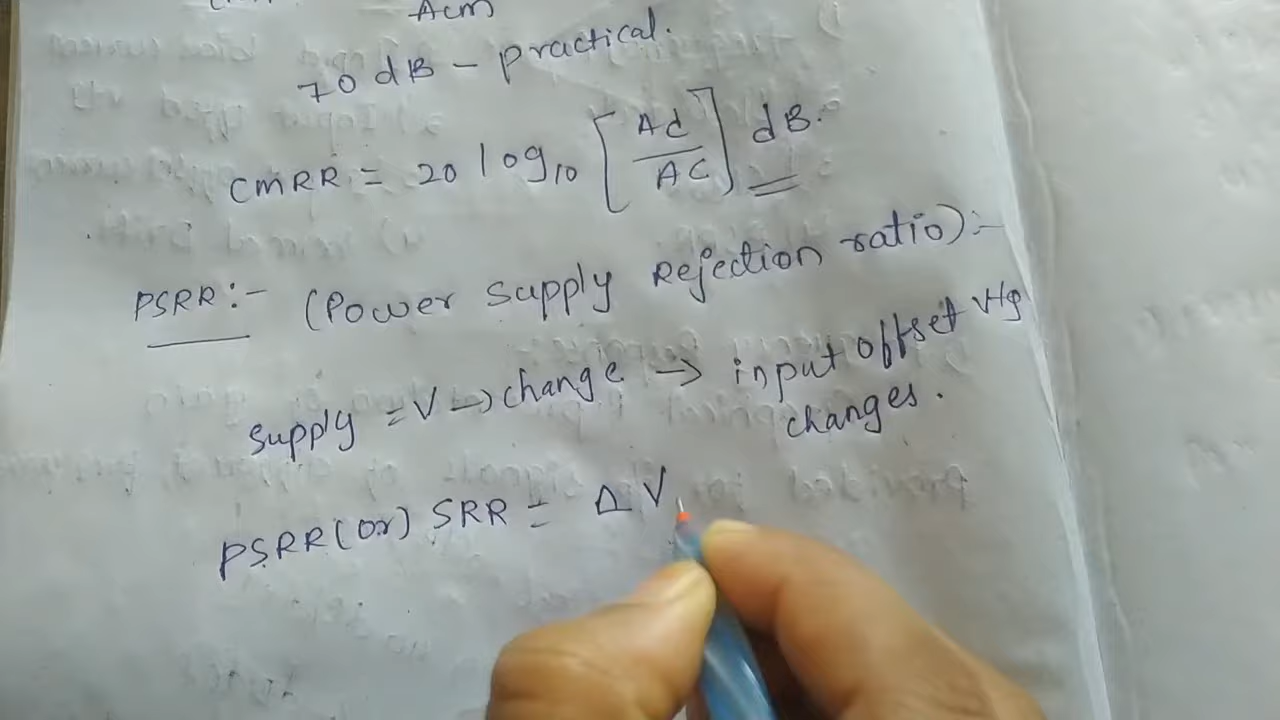 Acm
70 dB - practical.
CMRR = 20 log10 [Ad/AC] dB.
PSRR:- (Power Supply Rejection ratio):-
Supply = V → change → input offset Vtg
changes.
PSRR (or) SRR = Δ V